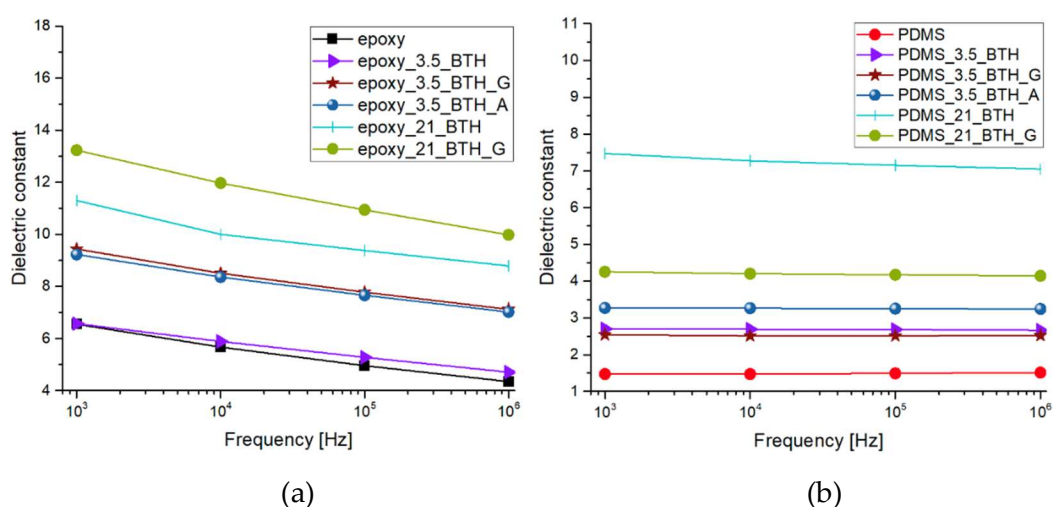 18
16
14
12
10
8
6
4
Dielectric constant
epoxy
epoxy_3.5_BTH
epoxy_3.5_BTH_G
epoxy_3.5_BTH_A
epoxy_21_BTH
epoxy_21_BTH_G
10³
10⁴
10⁵
10⁶
Frequency [Hz]
(a)
11
10
9
8
7
6
5
4
3
2
1
Dielectric constant
PDMS
PDMS_3.5_BTH
PDMS_3.5_BTH_G
PDMS_3.5_BTH_A
PDMS_21_BTH
PDMS_21_BTH_G
10³
10⁴
10⁵
10⁶
Frequency [Hz]
(b)